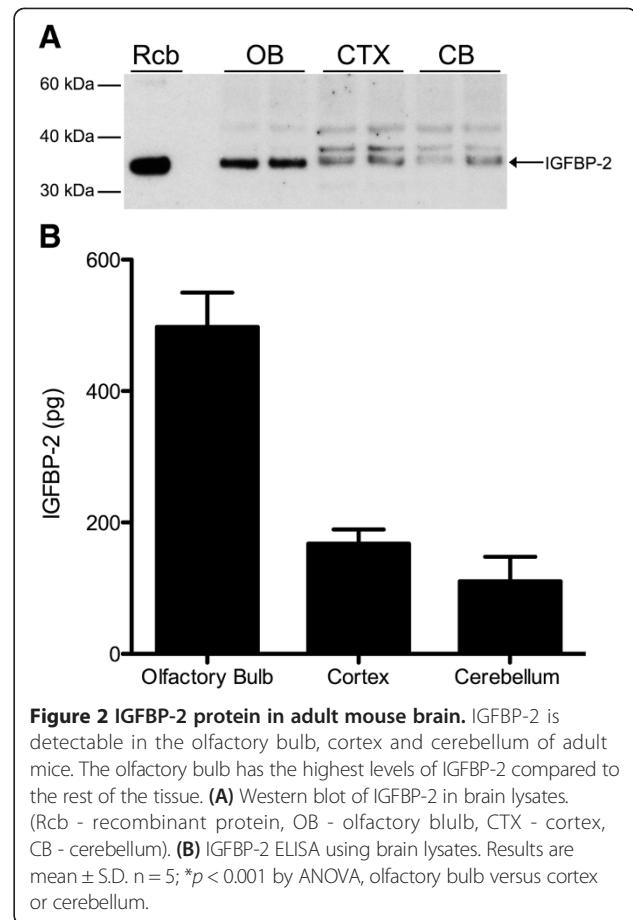 A
Rcb OB CTX CB
60 kDa
40 kDa
30 kDa
IGFBP-2
B
600
400
200
0
IGFBP-2 (pg)
Olfactory Bulb Cortex Cerebellum
Figure 2 IGFBP-2 protein in adult mouse brain. IGFBP-2 is
detectable in the olfactory bulb, cortex and cerebellum of adult
mice. The olfactory bulb has the highest levels of IGFBP-2 compared to
the rest of the tissue. (A) Western blot of IGFBP-2 in brain lysates.
(Rcb - recombinant protein, OB - olfactory blulb, CTX - cortex,
CB - cerebellum). (B) IGFBP-2 ELISA using brain lysates. Results are
mean ± S.D. n = 5; *p < 0.001 by ANOVA, olfactory bulb versus cortex
or cerebellum.